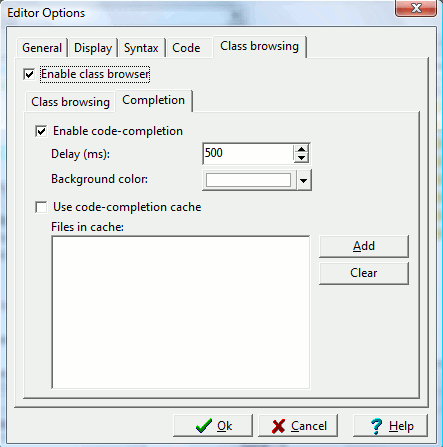 Editor Options
General Display Syntax Code Class browsing
Enable class browser
Class browsing Completion
Enable code-completion
Delay (ms): 500
Background color:
Use code-completion cache
Files in cache:
Add
Clear
Ok Cancel Help